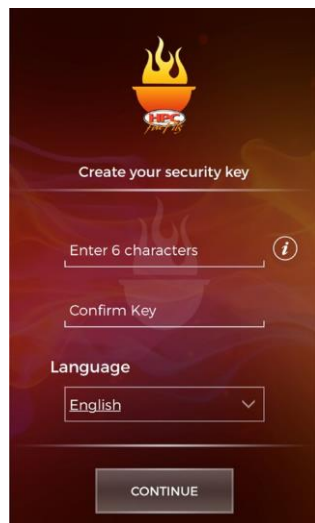 HPC
Fire Pits
Create your security key
Enter 6 characters
i
Confirm Key
Language
English
CONTINUE